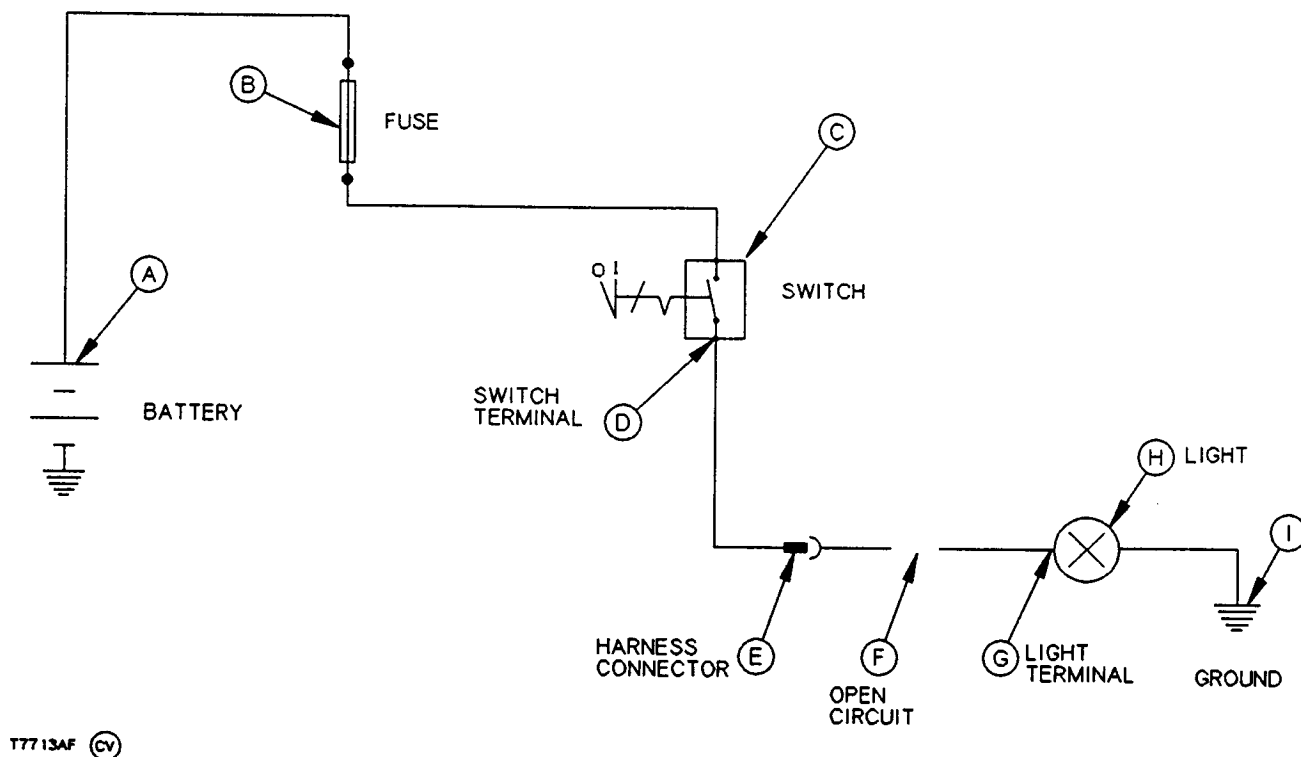 B
FUSE
C
A
O I
SWITCH
BATTERY
SWITCH
TERMINAL
D
H LIGHT
I
HARNESS
CONNECTOR
E
F
OPEN
CIRCUIT
G
LIGHT
TERMINAL
GROUND
T7713AF CV